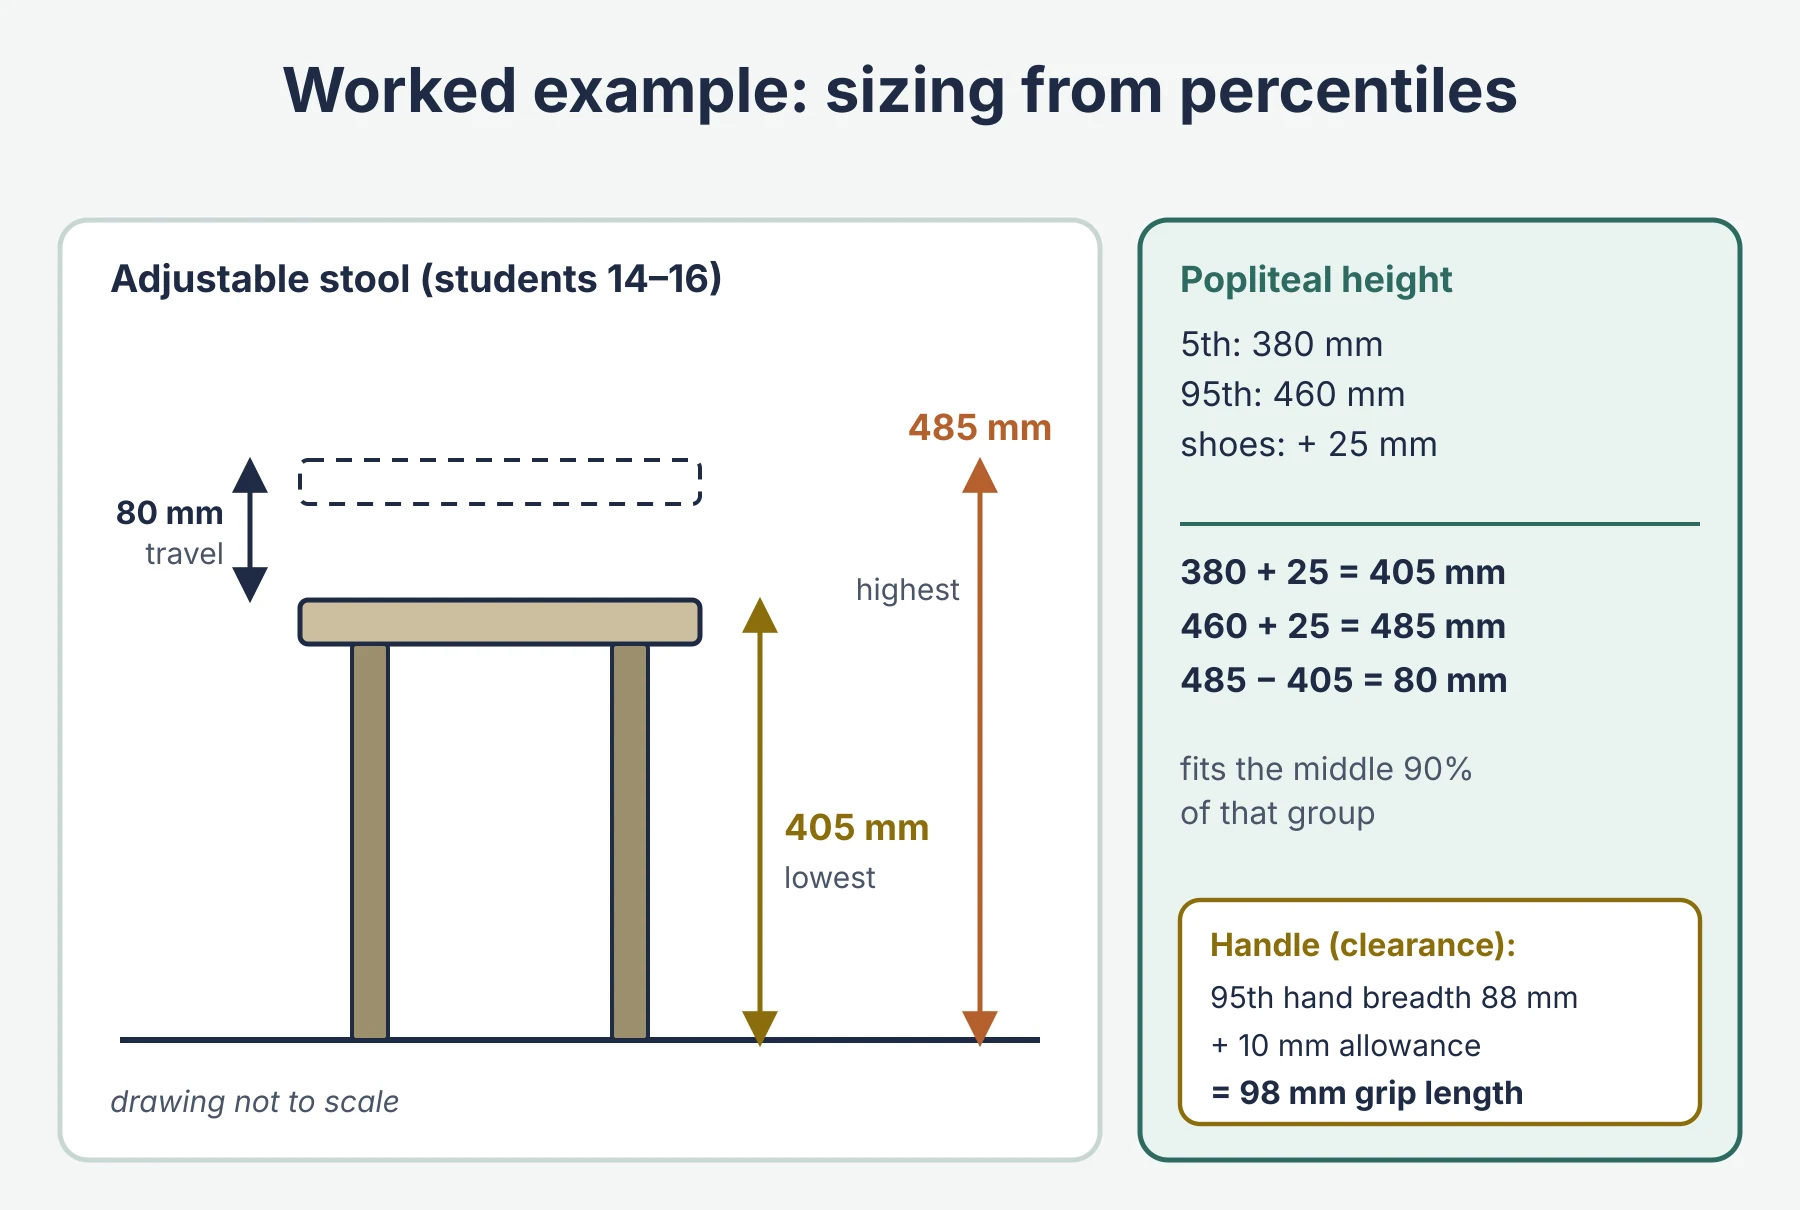 Worked example: sizing from percentiles
Adjustable stool (students 14–16)
485 mm
80 mm
travel
highest
405 mm
lowest
drawing not to scale
Popliteal height
5th: 380 mm
95th: 460 mm
shoes: + 25 mm
380 + 25 = 405 mm
460 + 25 = 485 mm
485 − 405 = 80 mm
fits the middle 90%
of that group
Handle (clearance):
95th hand breadth 88 mm
+ 10 mm allowance
= 98 mm grip length